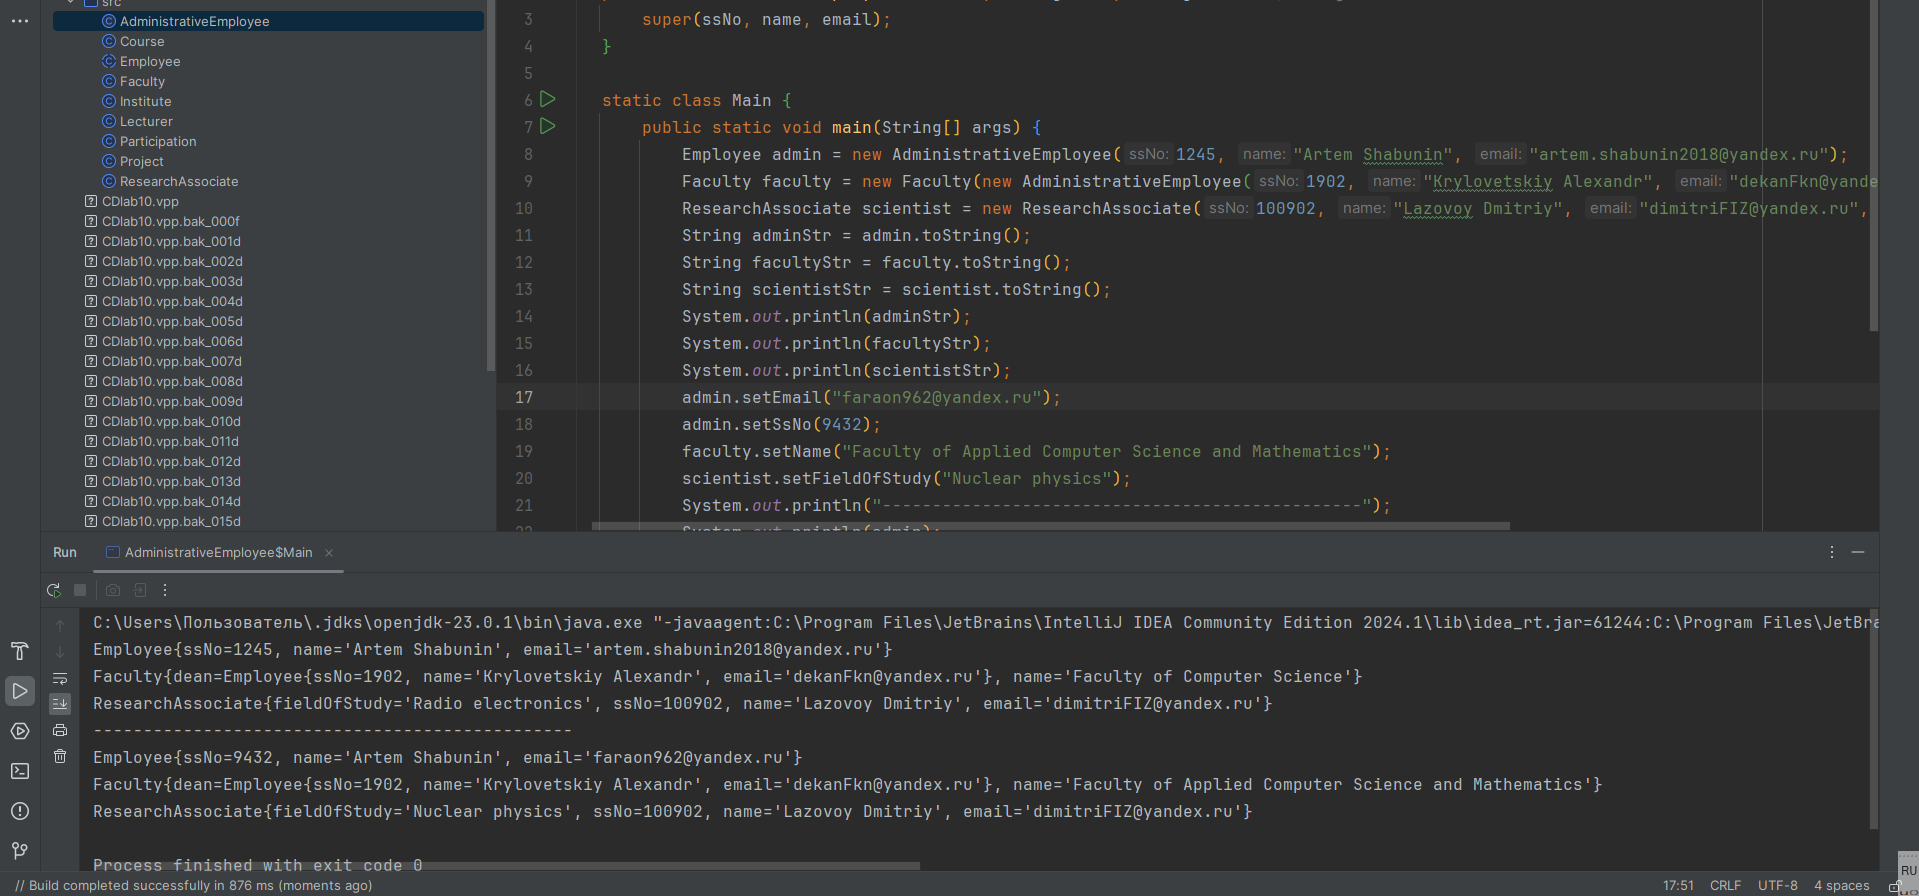 src
AdministrativeEmployee
Course
Employee
Faculty
Institute
Lecturer
Participation
Project
ResearchAssociate
CDlab10.vpp
CDlab10.vpp.bak_000f
CDlab10.vpp.bak_001d
CDlab10.vpp.bak_002d
CDlab10.vpp.bak_003d
CDlab10.vpp.bak_004d
CDlab10.vpp.bak_005d
CDlab10.vpp.bak_006d
CDlab10.vpp.bak_007d
CDlab10.vpp.bak_008d
CDlab10.vpp.bak_009d
CDlab10.vpp.bak_010d
CDlab10.vpp.bak_011d
CDlab10.vpp.bak_012d
CDlab10.vpp.bak_013d
CDlab10.vpp.bak_014d
CDlab10.vpp.bak_015d
3 super(ssNo, name, email);
4 }
5
6 static class Main {
7 public static void main(String[] args) {
8 Employee admin = new AdministrativeEmployee( ssNo: 1245, name: "Artem Shabunin", email: "artem.shabunin2018@yandex.ru");
9 Faculty faculty = new Faculty(new AdministrativeEmployee( ssNo: 1902, name: "Krylovetskiy Alexandr", email: "dekanFkn@yande
10 ResearchAssociate scientist = new ResearchAssociate( ssNo: 100902, name: "Lazovoy Dmitriy", email: "dimitriFIZ@yandex.ru",
11 String adminStr = admin.toString();
12 String facultyStr = faculty.toString();
13 String scientistStr = scientist.toString();
14 System.out.println(adminStr);
15 System.out.println(facultyStr);
16 System.out.println(scientistStr);
17 admin.setEmail("faraon962@yandex.ru");
18 admin.setSsNo(9432);
19 faculty.setName("Faculty of Applied Computer Science and Mathematics");
20 scientist.setFieldOfStudy("Nuclear physics");
21 System.out.println("------------------------------------------------");
22 System.out.println(admin);
Run AdministrativeEmployee$Main
C:\Users\Пользователь\.jdks\openjdk-23.0.1\bin\java.exe "-javaagent:C:\Program Files\JetBrains\IntelliJ IDEA Community Edition 2024.1\lib\idea_rt.jar=61244:C:\Program Files\JetBra
Employee{ssNo=1245, name='Artem Shabunin', email='artem.shabunin2018@yandex.ru'}
Faculty{dean=Employee{ssNo=1902, name='Krylovetskiy Alexandr', email='dekanFkn@yandex.ru'}, name='Faculty of Computer Science'}
ResearchAssociate{fieldOfStudy='Radio electronics', ssNo=100902, name='Lazovoy Dmitriy', email='dimitriFIZ@yandex.ru'}
------------------------------------------------
Employee{ssNo=9432, name='Artem Shabunin', email='faraon962@yandex.ru'}
Faculty{dean=Employee{ssNo=1902, name='Krylovetskiy Alexandr', email='dekanFkn@yandex.ru'}, name='Faculty of Applied Computer Science and Mathematics'}
ResearchAssociate{fieldOfStudy='Nuclear physics', ssNo=100902, name='Lazovoy Dmitriy', email='dimitriFIZ@yandex.ru'}
Process finished with exit code 0
// Build completed successfully in 876 ms (moments ago)
17:51 CRLF UTF-8 4 spaces
RU